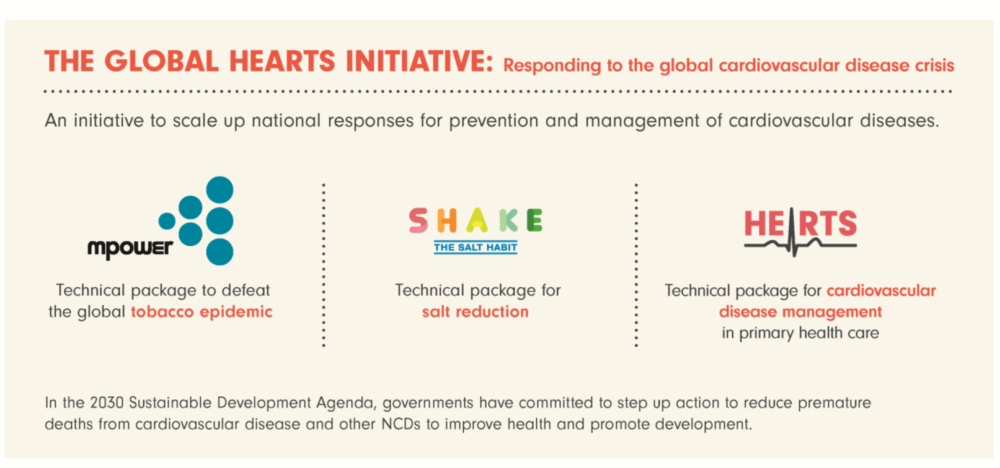 THE GLOBAL HEARTS INITIATIVE: Responding to the global cardiovascular disease crisis
An initiative to scale up national responses for prevention and management of cardiovascular diseases.
mpower
Technical package to defeat
the global tobacco epidemic
SHAKE
THE SALT HABIT
Technical package for
salt reduction
HEARTS
Technical package for cardiovascular
disease management
in primary health care
In the 2030 Sustainable Development Agenda, governments have committed to step up action to reduce premature
deaths from cardiovascular disease and other NCDs to improve health and promote development.